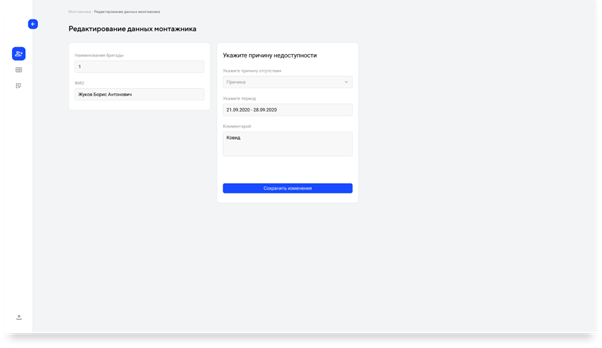 Монтажники / Редактирование данных монтажника
Редактирование данных монтажника
Наименование бригады
1
ФИО
Жуков Борис Антонович
Укажите причину недоступности
Укажите причину отсутствия
Причина
Укажите период
21.09.2020 - 28.09.2020
Комментарий
Ковид
Сохранить изменения